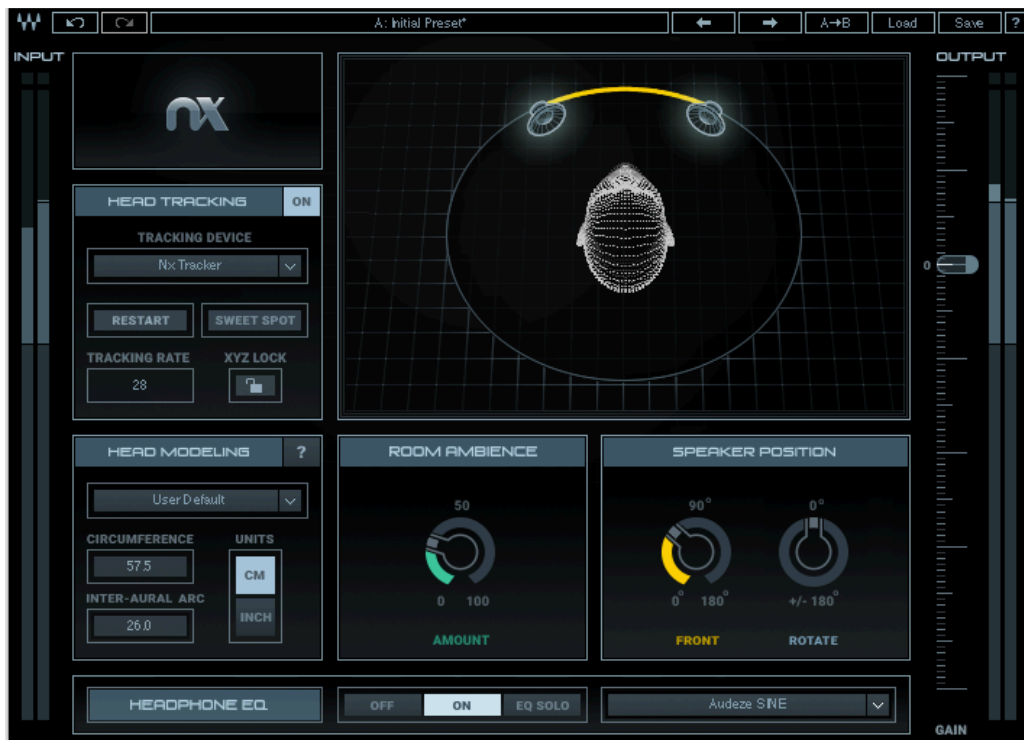 A: Initial Preset*
A→B
Load
Save
?
INPUT
OUTPUT
nx
HEAD TRACKING
ON
TRACKING DEVICE
Nx Tracker
RESTART
SWEET SPOT
TRACKING RATE
XYZ LOCK
28
0
HEAD MODELING
?
User Default
CIRCUMFERENCE
UNITS
57.5
CM
INTER-AURAL ARC
26.0
INCH
ROOM AMBIENCE
50
0 100
AMOUNT
SPEAKER POSITION
90° 0°
0° 180° +/- 180°
FRONT ROTATE
HEADPHONE EQ
OFF
ON
EQ SOLO
Audeze SINE
GAIN